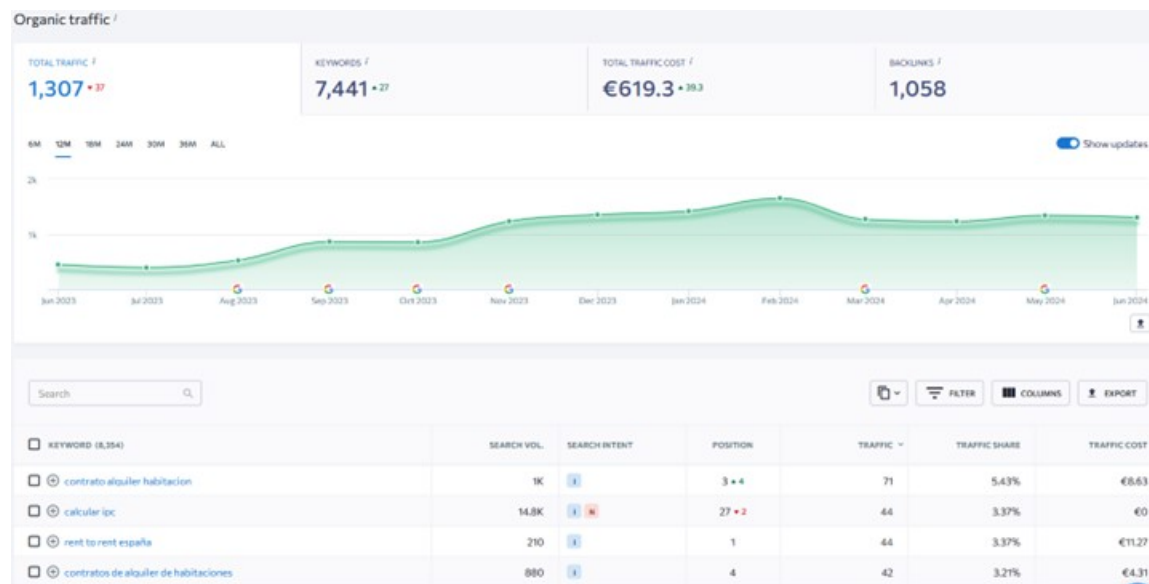 Organic traffic i
TOTAL TRAFFIC i
1,307 37
KEYWORDS i
7,441 27
TOTAL TRAFFIC COST i
€619.3 39.3
BACKLINKS i
1,058
6M 12M 18M 24M 30M 36M ALL
Show updates
2k
1k
Jun 2023 Jul 2023 Aug 2023 Sep 2023 Oct 2023 Nov 2023 Dec 2023 Jan 2024 Feb 2024 Mar 2024 Apr 2024 May 2024 Jun 2024
Search
FILTER COLUMNS EXPORT
KEYWORD (8,354) SEARCH VOL. SEARCH INTENT POSITION TRAFFIC TRAFFIC SHARE TRAFFIC COST
contrato alquiler habitacion 1K I 3 4 71 5.43% €8.63
calcular ipc 14.8K I N 27 2 44 3.37% €0
rent to rent españa 210 I 1 44 3.37% €11.27
contratos de alquiler de habitaciones 880 I 4 42 3.21% €4.31